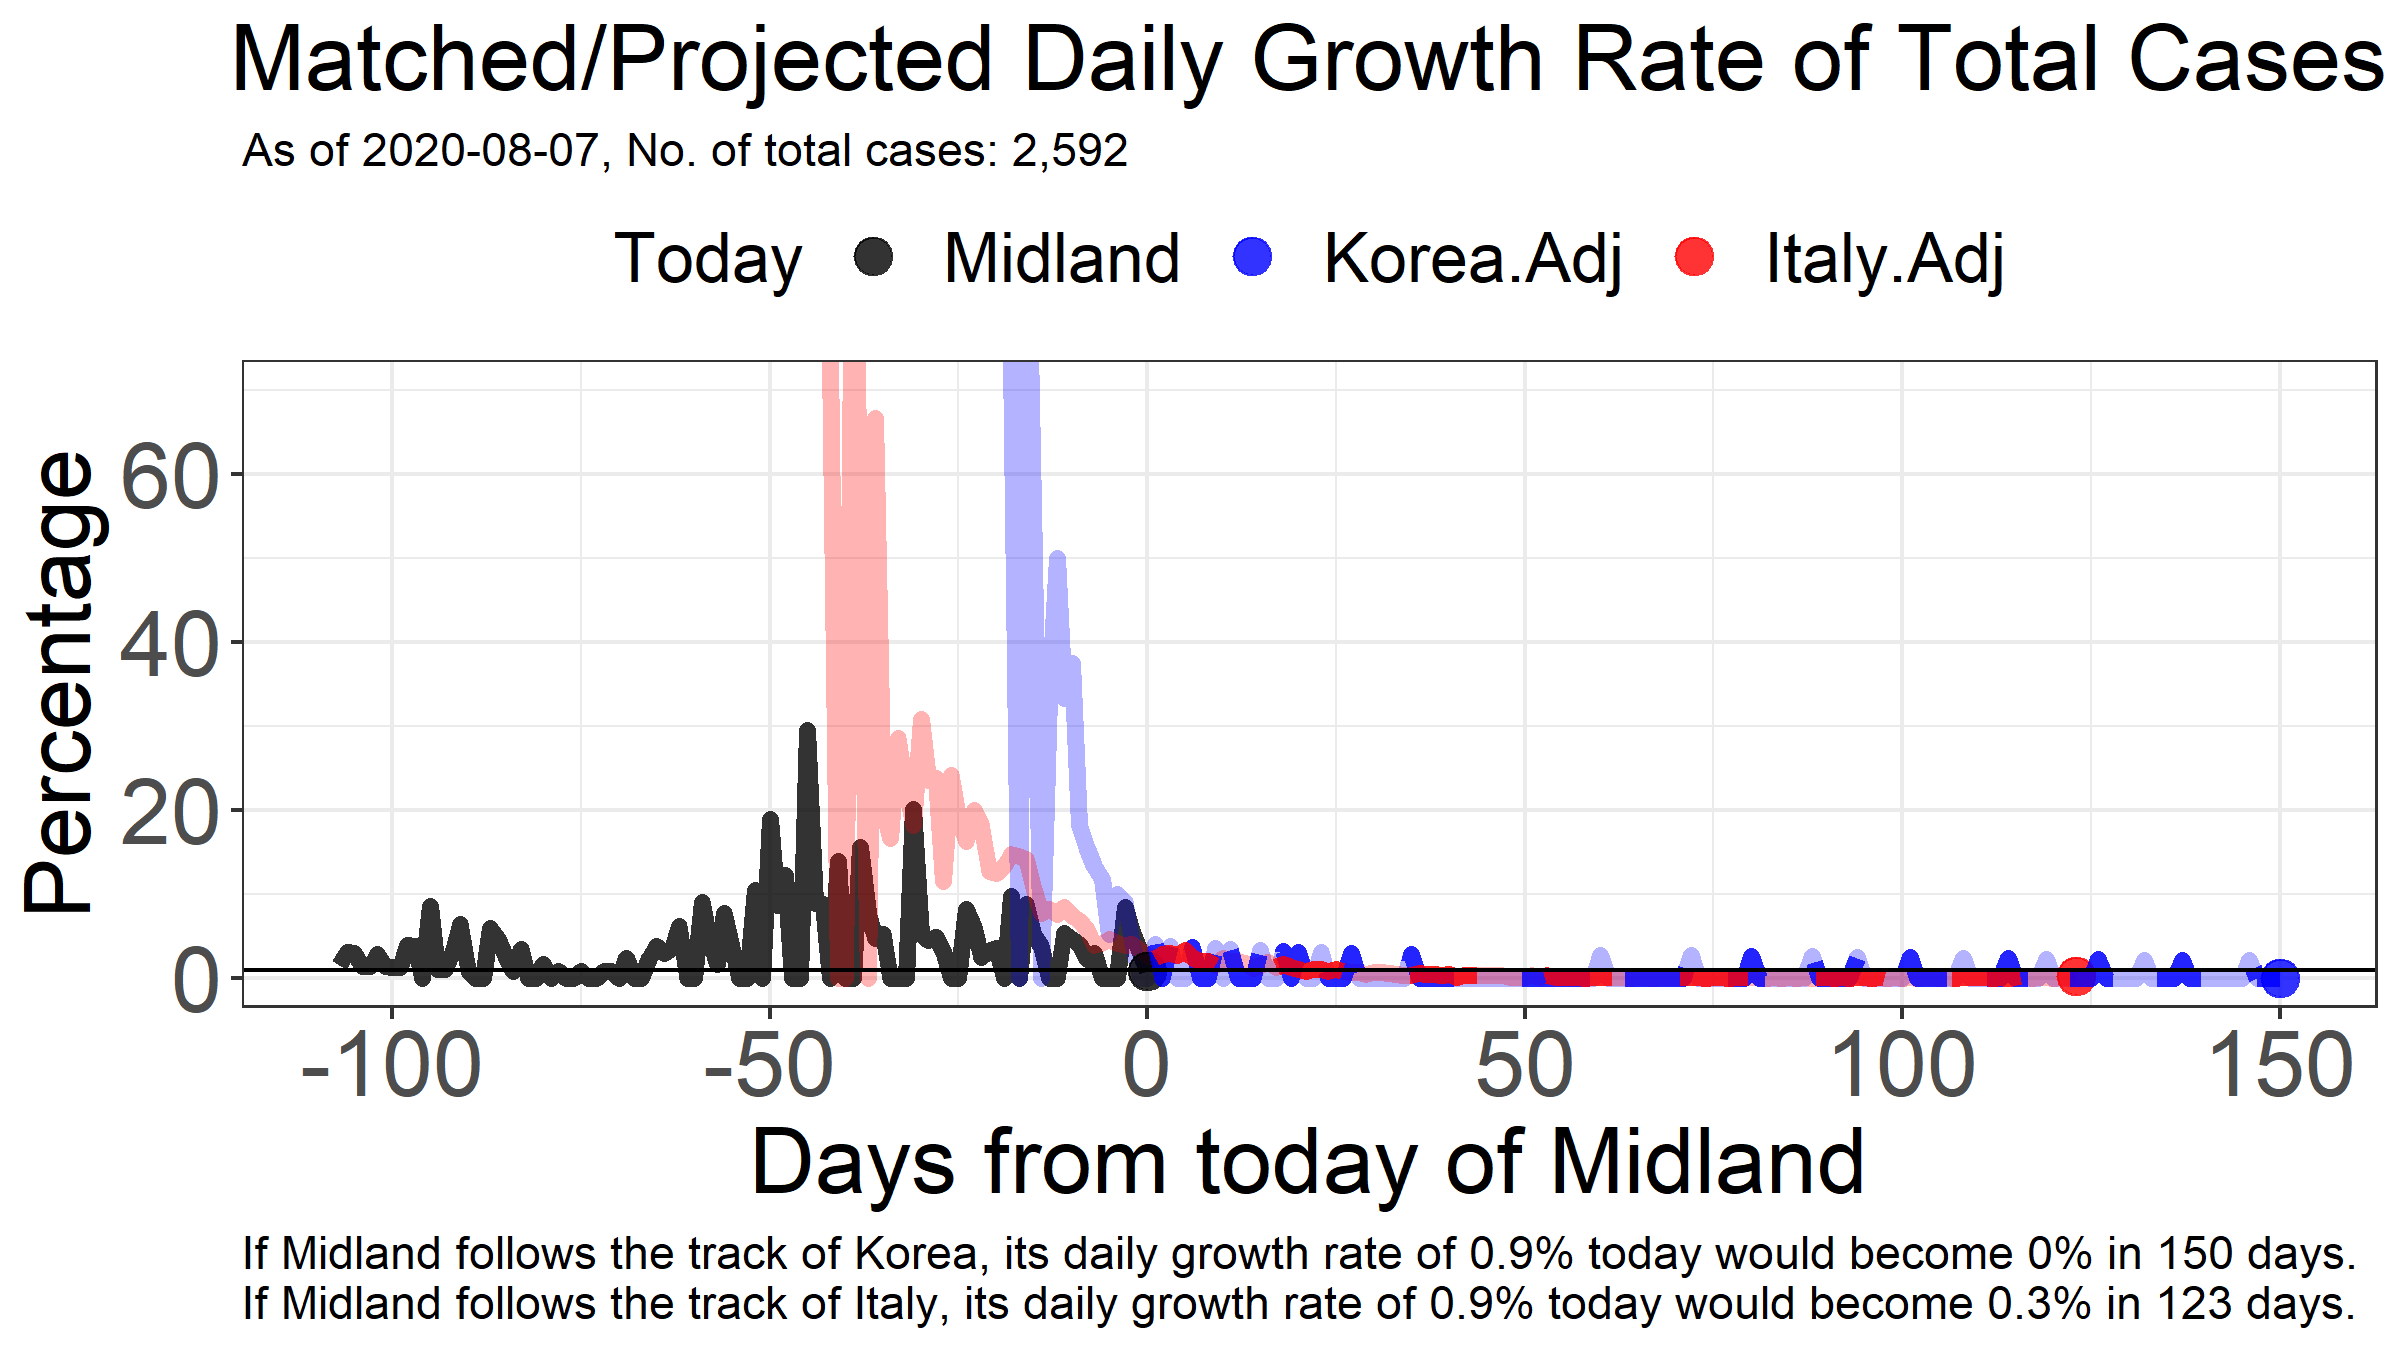 Matched/Projected Daily Growth Rate of Total Cases
As of 2020-08-07, No. of total cases: 2,592
Today Midland Korea.Adj Italy.Adj
Percentage
60
40
20
0
-100 -50 0 50 100 150
Days from today of Midland
If Midland follows the track of Korea, its daily growth rate of 0.9% today would become 0% in 150 days.
If Midland follows the track of Italy, its daily growth rate of 0.9% today would become 0.3% in 123 days.